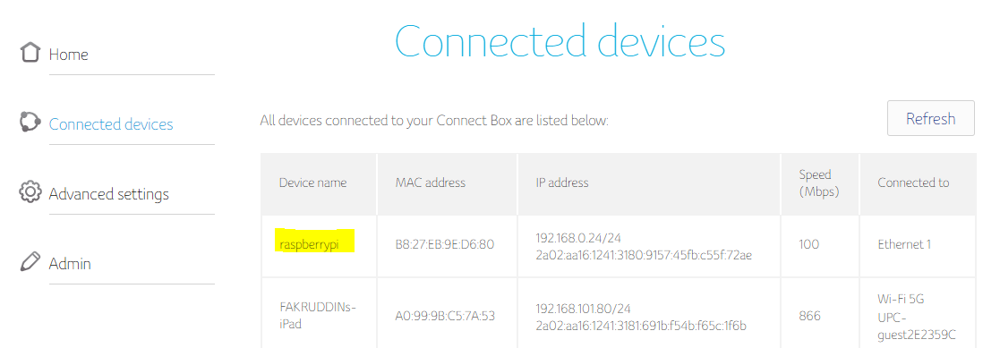 Connected devices
Home
Connected devices
Advanced settings
Admin
All devices connected to your Connect Box are listed below:
Refresh
Device name MAC address IP address Speed (Mbps) Connected to
raspberrypi B8:27:EB:9E:D6:80 192.168.0.24/24
2a02:aa16:1241:3180:9157:45fb:c55f:72ae 100 Ethernet 1
FAKRUDDINs-
iPad A0:99:9B:C5:7A:53 192.168.101.80/24
2a02:aa16:1241:3181:691b:f54b:f65c:1f6b 866 Wi-Fi 5G
UPC-
guest2E2359C